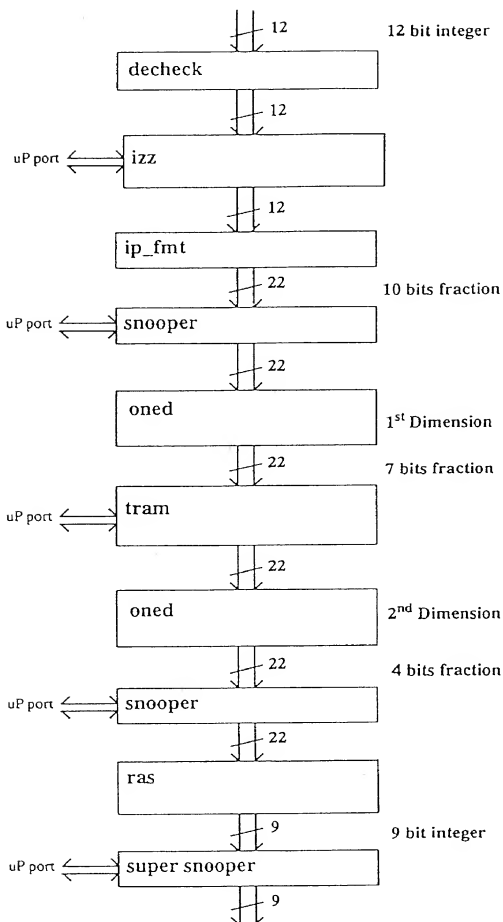 12
12 bit integer
decheck
12
uP port
izz
12
ip_fmt
22
10 bits fraction
uP port
snooper
22
oned
1st Dimension
22
7 bits fraction
uP port
tram
22
oned
2nd Dimension
22
4 bits fraction
uP port
snooper
22
ras
9
9 bit integer
uP port
super snooper
9